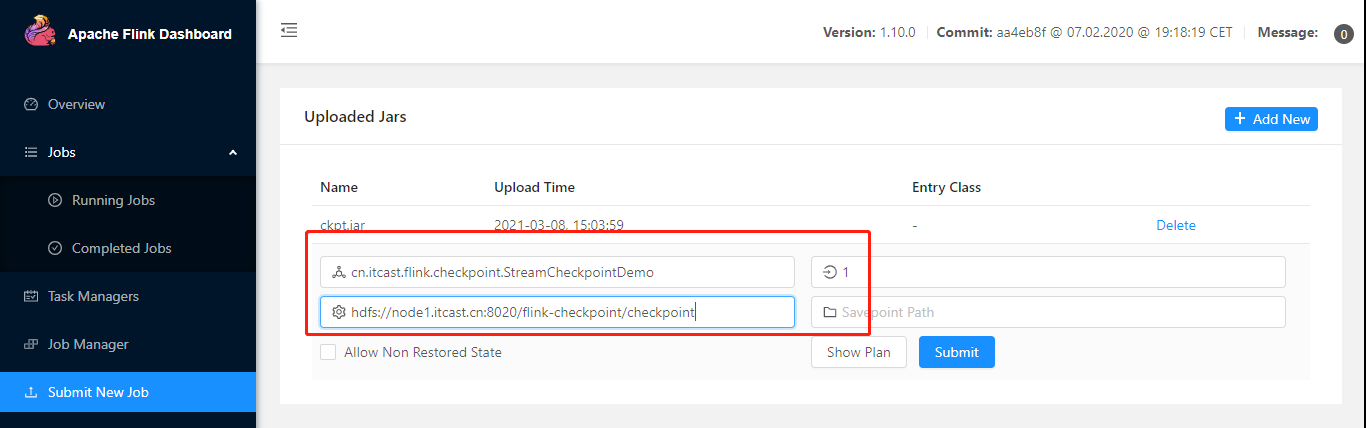 Apache Flink Dashboard
Version: 1.10.0 Commit: aa4eb8f @ 07.02.2020 @ 19:18:19 CET Message: 0
Overview
Jobs
Running Jobs
Completed Jobs
Task Managers
Job Manager
Submit New Job
Uploaded Jars
+ Add New
Name Upload Time Entry Class
ckpt.jar 2021-03-08, 15:03:59 - Delete
cn.itcast.flink.checkpoint.StreamCheckpointDemo 1
hdfs://node1.itcast.cn:8020/flink-checkpoint/checkpoint Savepoint Path
Allow Non Restored State Show Plan Submit